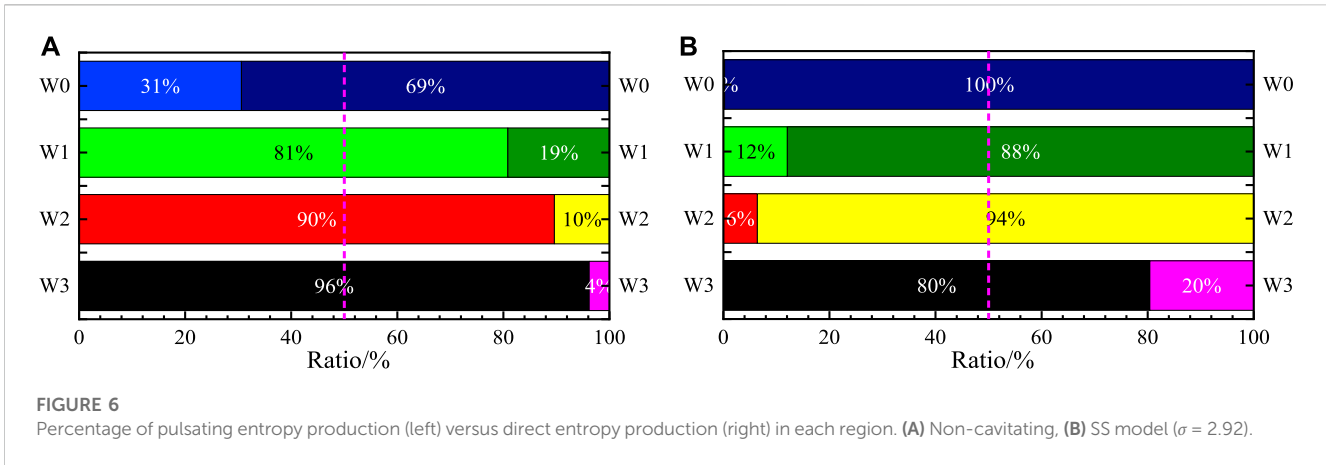 A
W0 31% 69% W0
W1 81% 19% W1
W2 90% 10% W2
W3 96% 4% W3
0 20 40 60 80 100
Ratio/%
B
W0 % 100% W0
W1 12% 88% W1
W2 6% 94% W2
W3 80% 20% W3
0 20 40 60 80 100
Ratio/%
FIGURE 6
Percentage of pulsating entropy production (left) versus direct entropy production (right) in each region. (A) Non-cavitating, (B) SS model (σ = 2.92).